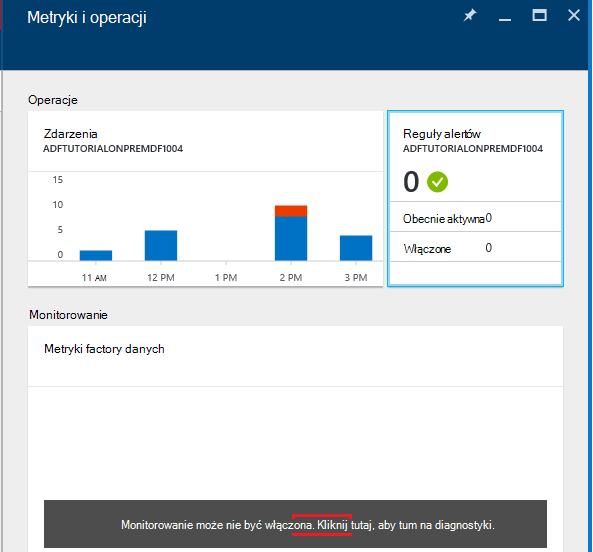 Metryki i operacji
Operacje
Zdarzenia
ADFTUTORIALONPREMDF1004
15
10
5
0
11 AM 12 PM 1 PM 2 PM 3 PM
Reguły alertów
ADFTUTORIALONPREMDF1004
0
Obecnie aktywna 0
Włączone 0
Monitorowanie
Metryki factory danych
Monitorowanie może nie być włączona. Kliknij tutaj, aby tum na diagnostyki.